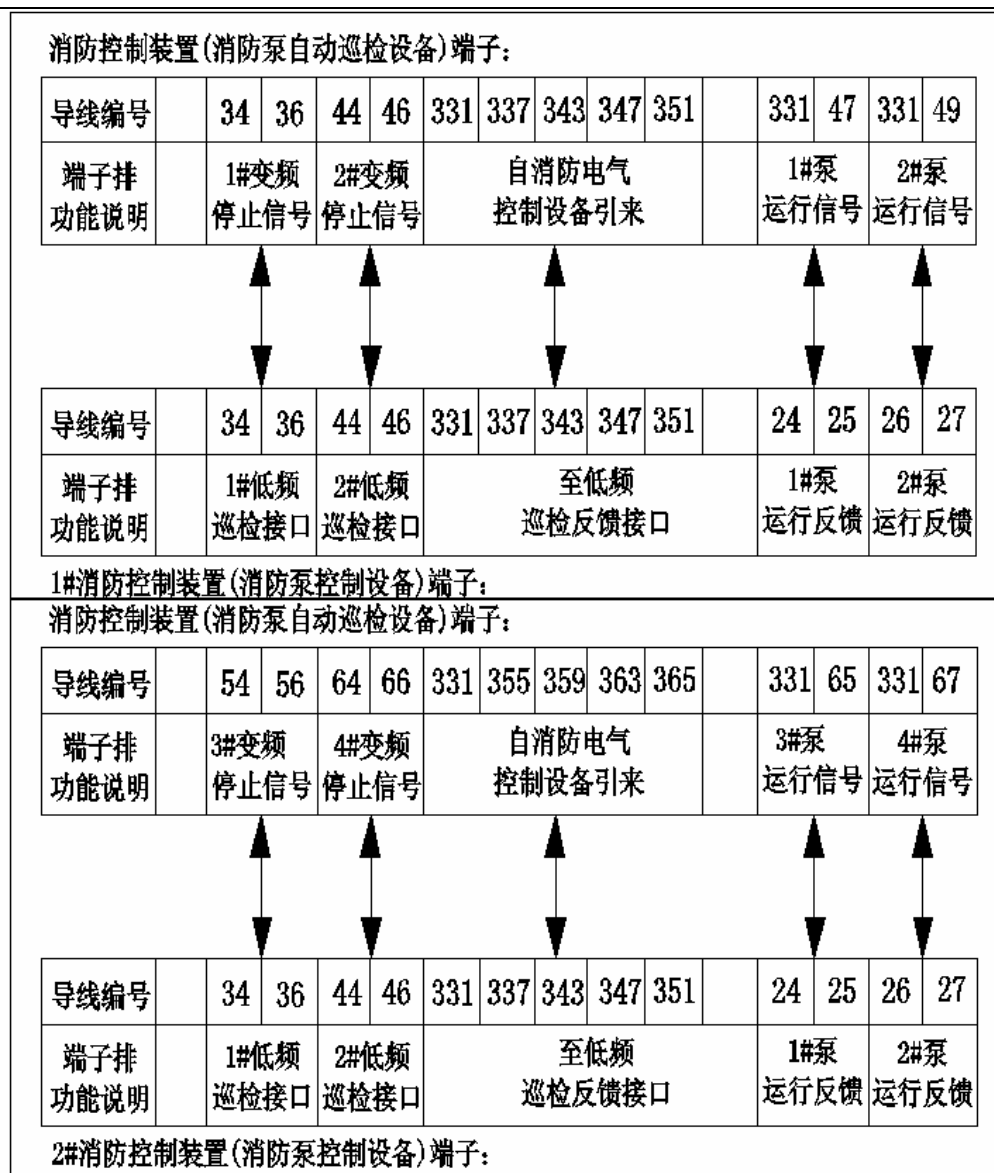 消防控制装置(消防泵自动巡检设备)端子:
导线编号 34 36 44 46 331 337 343 347 351 331 47 331 49
端子排 1#变频 2#变频 自消防电气 1#泵 2#泵
功能说明 停止信号 停止信号 控制设备引来 运行信号 运行信号
导线编号 34 36 44 46 331 337 343 347 351 24 25 26 27
端子排 1#低频 2#低频 至低频 1#泵 2#泵
功能说明 巡检接口 巡检接口 巡检反馈接口 运行反馈 运行反馈
1#消防控制装置(消防泵控制设备)端子:
消防控制装置(消防泵自动巡检设备)端子:
导线编号 54 56 64 66 331 355 359 363 365 331 65 331 67
端子排 3#变频 4#变频 自消防电气 3#泵 4#泵
功能说明 停止信号 停止信号 控制设备引来 运行信号 运行信号
导线编号 34 36 44 46 331 337 343 347 351 24 25 26 27
端子排 1#低频 2#低频 至低频 1#泵 2#泵
功能说明 巡检接口 巡检接口 巡检反馈接口 运行反馈 运行反馈
2#消防控制装置(消防泵控制设备)端子: